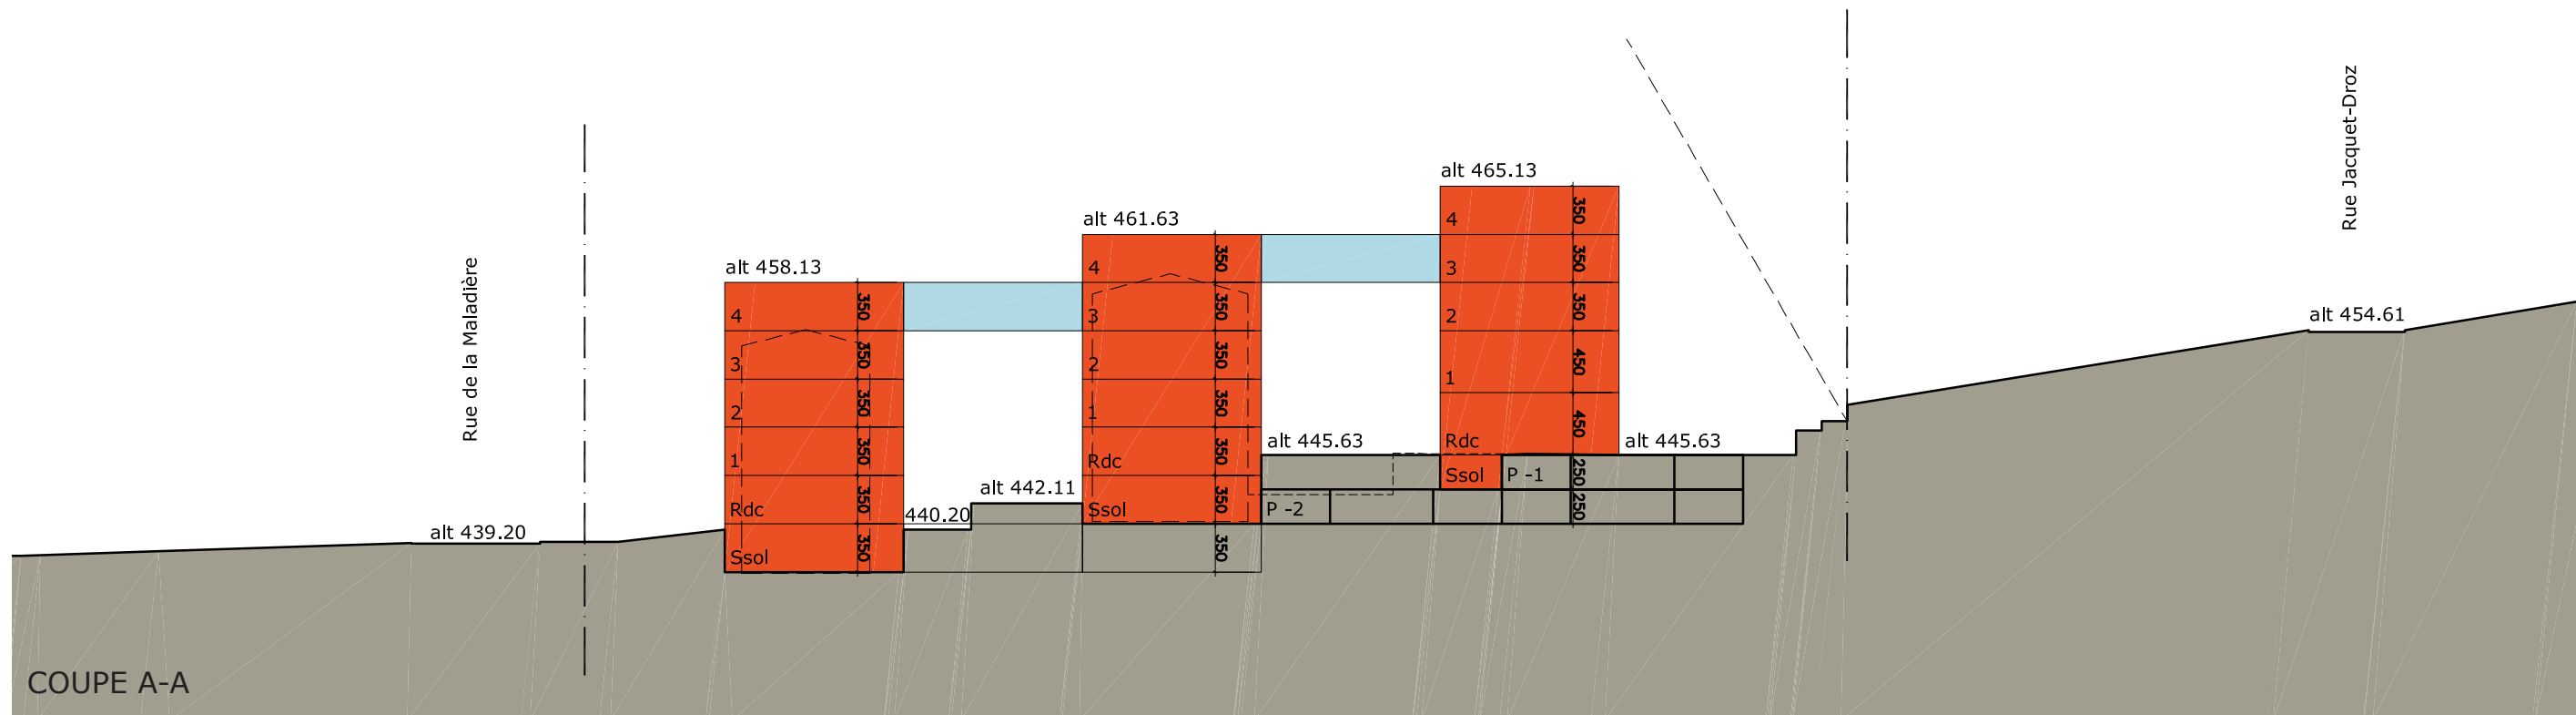 Rue de la Maladière
Rue Jacquet-Droz
alt 465.13
alt 461.63
alt 458.13
alt 454.61
alt 445.63
alt 445.63
alt 442.11
440.20
alt 439.20
4
3
2
1
Rdc
Ssol
350
350
350
350
350
350
4
3
2
1
Rdc
Ssol
350
350
350
350
350
350
350
4
3
2
1
Rdc
Ssol
350
350
350
450
450
250
250
P -1
P -2
COUPE A-A